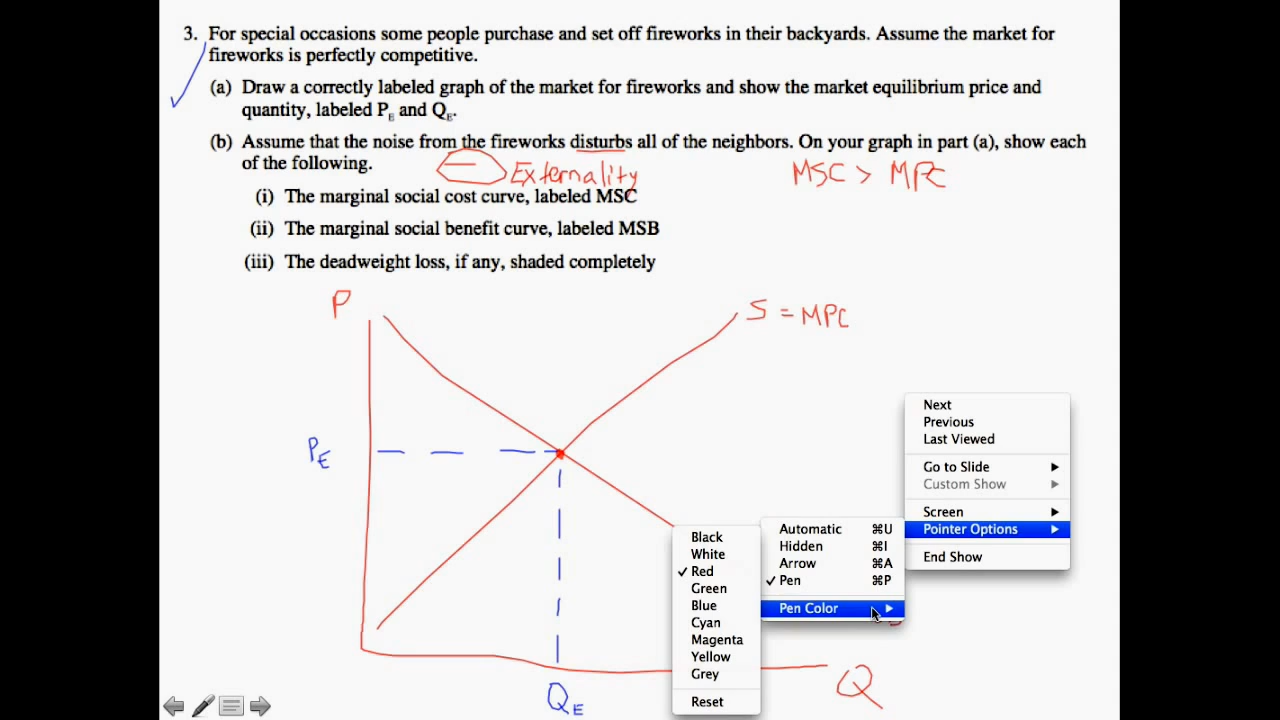 3. For special occasions some people purchase and set off fireworks in their backyards. Assume the market for
fireworks is perfectly competitive.
(a) Draw a correctly labeled graph of the market for fireworks and show the market equilibrium price and
quantity, labeled PE and QE.
(b) Assume that the noise from the fireworks disturbs all of the neighbors. On your graph in part (a), show each
of the following.
Externality
MSC > MPC
(i) The marginal social cost curve, labeled MSC
(ii) The marginal social benefit curve, labeled MSB
(iii) The deadweight loss, if any, shaded completely
P
S = MPC
PE
QE
Q
Next
Previous
Last Viewed
Go to Slide
Custom Show
Screen
Pointer Options
End Show
Automatic ⌘U
Hidden ⌘I
Arrow ⌘A
✓ Pen ⌘P
Pen Color
Black
White
✓ Red
Green
Blue
Cyan
Magenta
Yellow
Grey
Reset